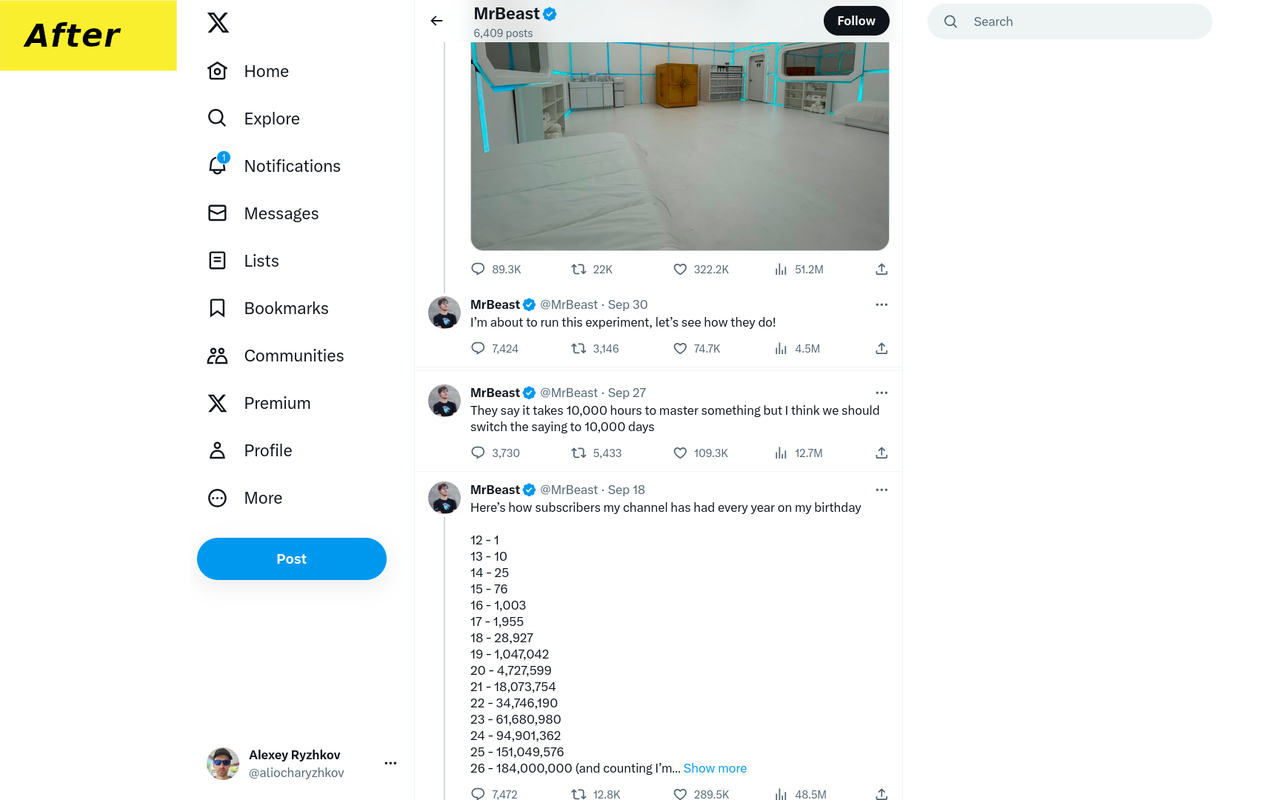 After
Home
Explore
1
Notifications
Messages
Lists
Bookmarks
Communities
Premium
Profile
More
Post
Alexey Ryzhkov
@aliocharyzhkov
MrBeast
6,409 posts
Follow
89.3K 22K 322.2K 51.2M
MrBeast @MrBeast · Sep 30
I’m about to run this experiment, let’s see how they do!
7,424 3,146 74.7K 4.5M
MrBeast @MrBeast · Sep 27
They say it takes 10,000 hours to master something but I think we should
switch the saying to 10,000 days
3,730 5,433 109.3K 12.7M
MrBeast @MrBeast · Sep 18
Here’s how subscribers my channel has had every year on my birthday
12 - 1
13 - 10
14 - 25
15 - 76
16 - 1,003
17 - 1,955
18 - 28,927
19 - 1,047,042
20 - 4,727,599
21 - 18,073,754
22 - 34,746,190
23 - 61,680,980
24 - 94,901,362
25 - 151,049,576
26 - 184,000,000 (and counting I’m... Show more
7,472 12.8K 289.5K 48.5M
Search